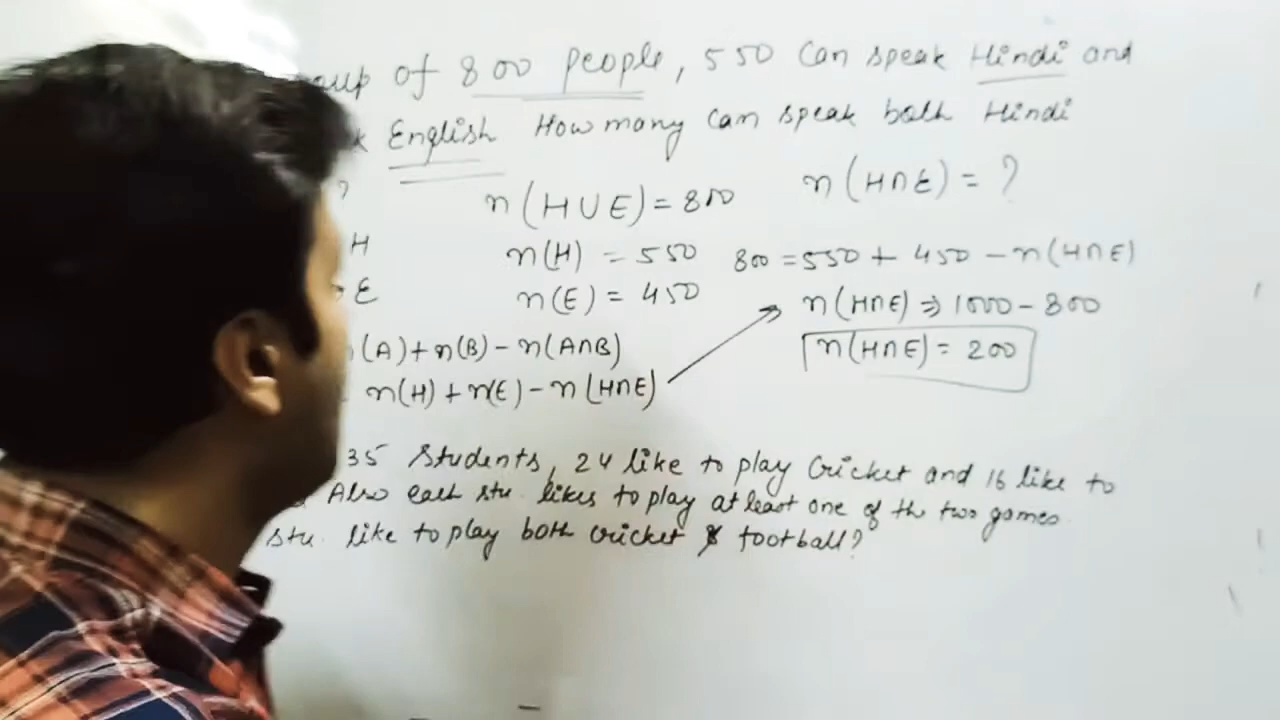 of 800 people, 550 Can speak Hindi and
English How many can speak both Hindi
?
n(H∪E) = 800
n(H∩E) = ?
H
n(H) = 550
800 = 550 + 450 - n(H∩E)
E
n(E) = 450
n(H∩E) ⇒ 1000 - 800
(A)+n(B) - n(A∩B)
n(H∩E) = 200
n(H) + n(E) - n(H∩E)
35 Students, 24 like to play Cricket and 16 like to
Also each stu. likes to play at least one of the two games.
stu. like to play both cricket & football?